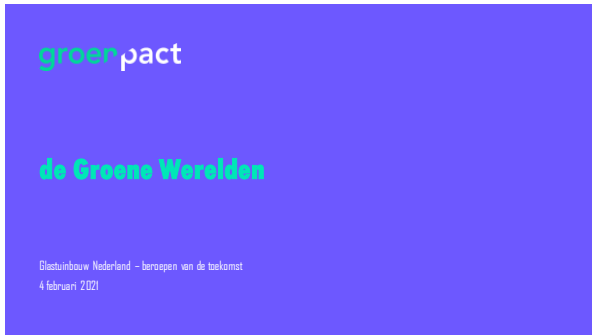 groenpact
de Groene Werelden
Glastuinbouw Nederland – beroepen van de toekomst
4 februari 2021